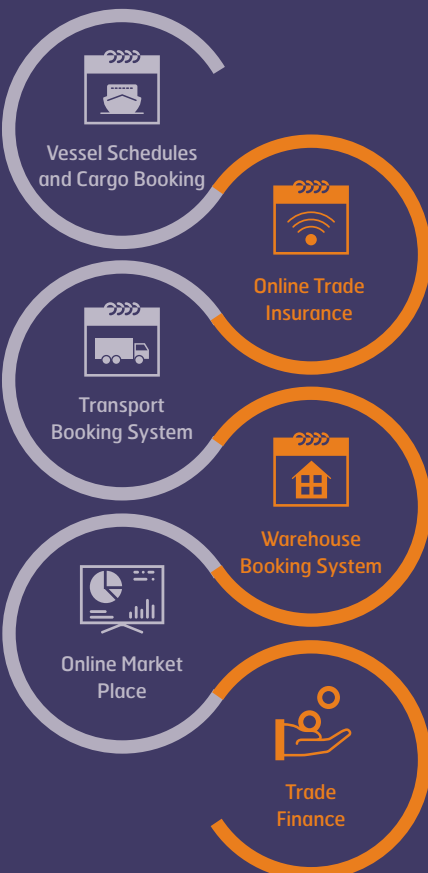 Vessel Schedules
and Cargo Booking
Online Trade
Insurance
Transport
Booking System
Warehouse
Booking System
Online Market
Place
Trade
Finance